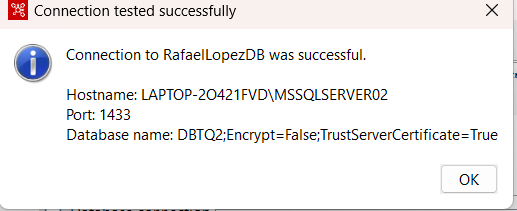 Connection tested successfully
Connection to RafaelLopezDB was successful.
Hostname: LAPTOP-2O421FVD\MSSQLSERVER02
Port: 1433
Database name: DBTQ2;Encrypt=False;TrustServerCertificate=True
OK